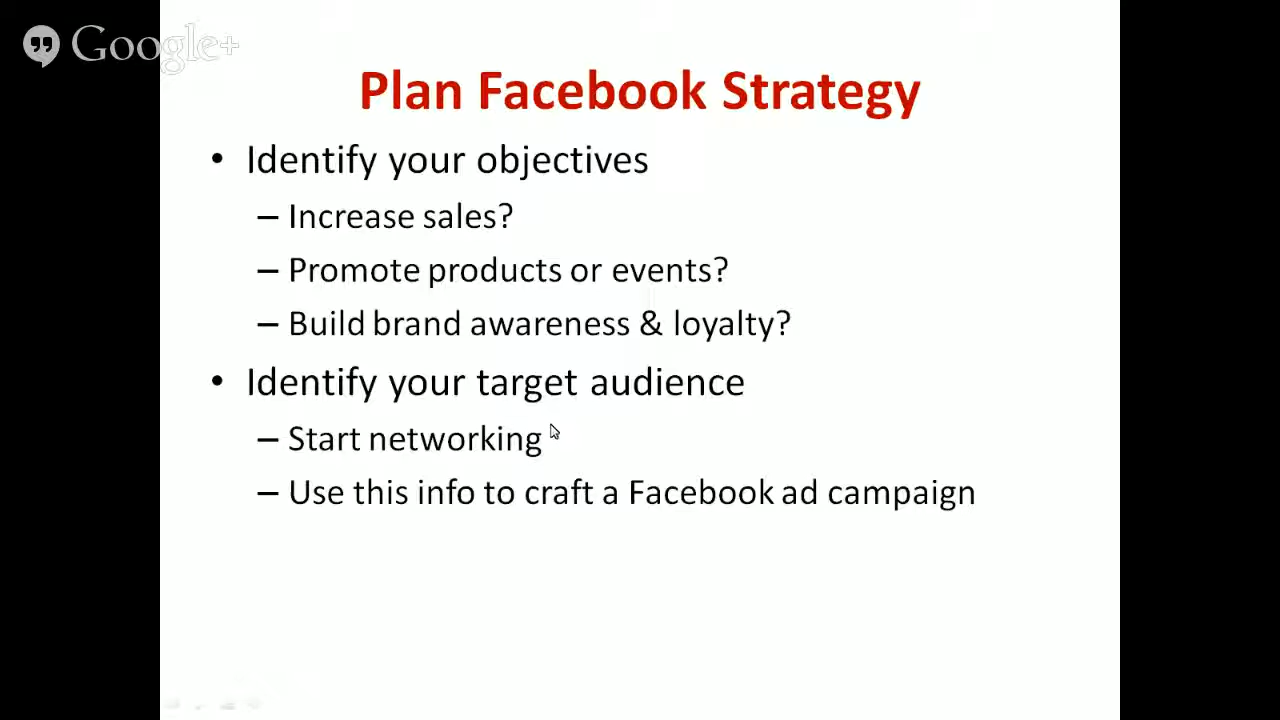 Google+
Plan Facebook Strategy
• Identify your objectives
– Increase sales?
– Promote products or events?
– Build brand awareness & loyalty?
• Identify your target audience
– Start networking
– Use this info to craft a Facebook ad campaign